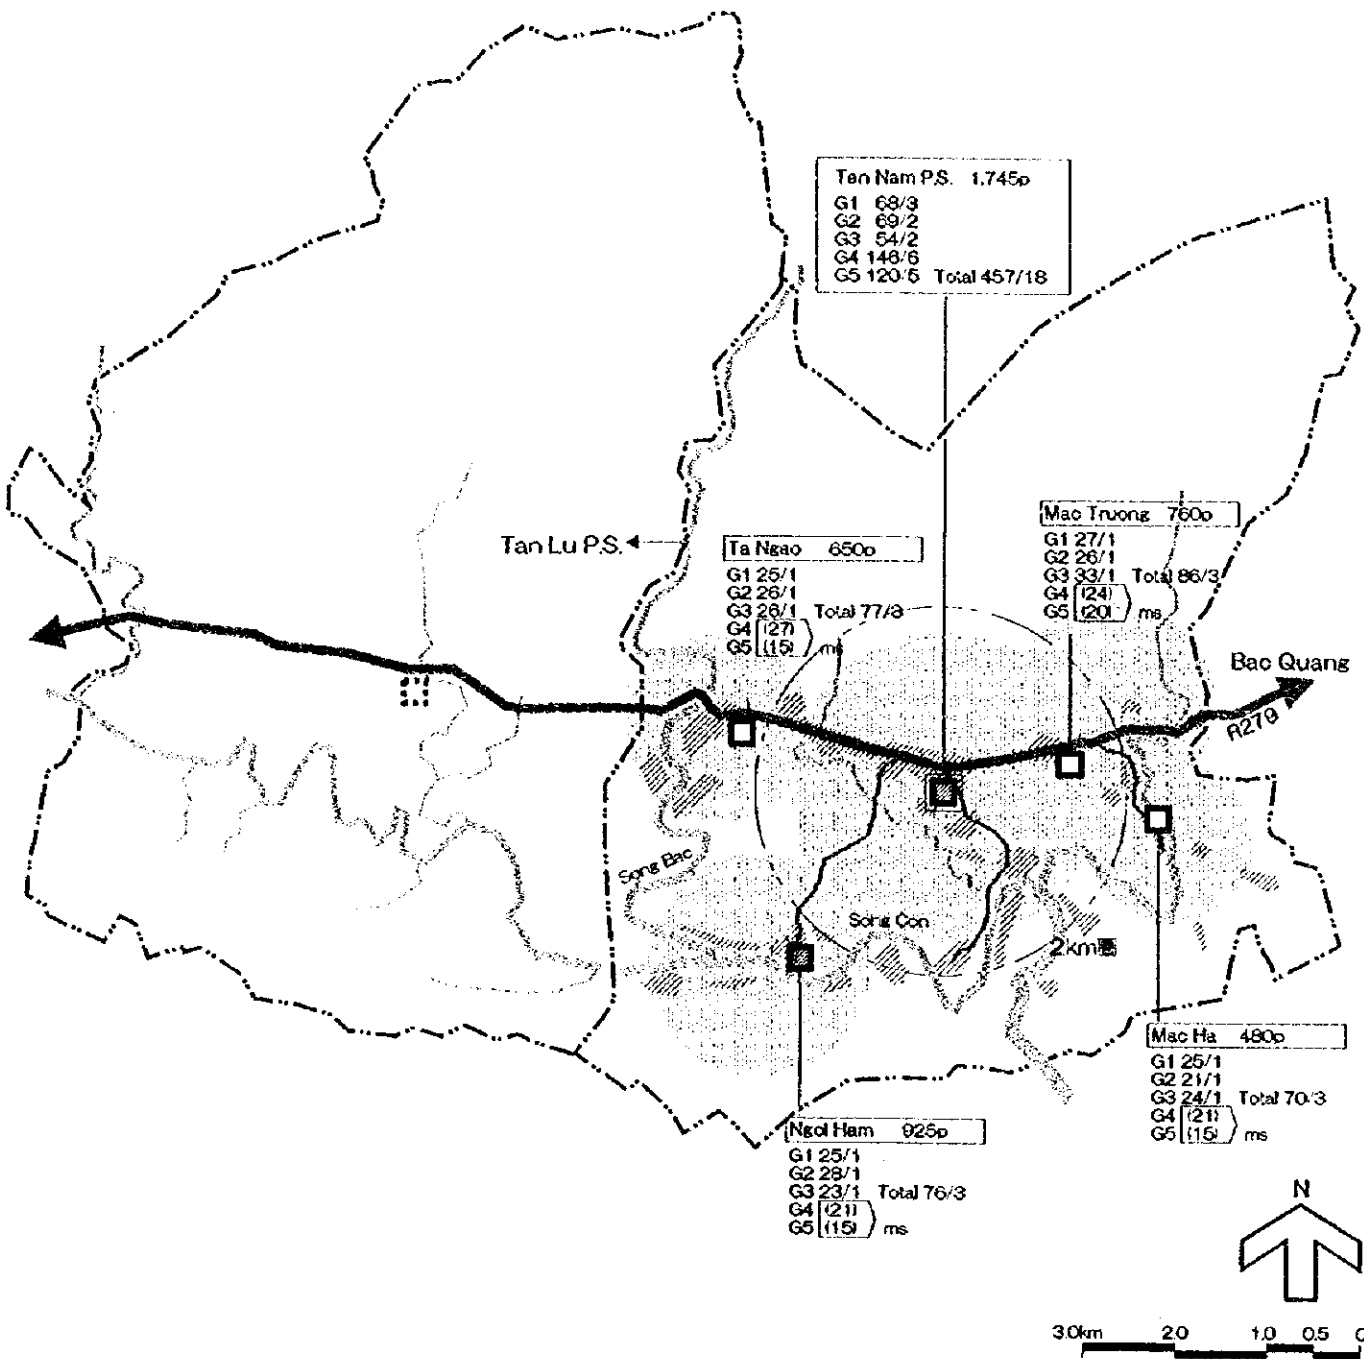 Tan Nam P.S. 1.745p
G1 68/3
G2 69/2
G3 54/2
G4 146/6
G5 120/5 Total 457/18
Mac Truong 760p
G1 27/1
G2 26/1
G3 33/1 Total 86/3
G4 (24)
G5 (20) ms
Tan Lu P.S.
Ta Ngao 650p
G1 25/1
G2 26/1
G3 26/1 Total 77/3
G4 (27)
G5 (15) ms
Bac Quang
R279
Song Bac
Song Con
2km
Mac Ha 480p
G1 25/1
G2 21/1
G3 24/1 Total 70/3
G4 (21)
G5 (15) ms
Ngoi Ham 925p
G1 25/1
G2 28/1
G3 23/1 Total 76/3
G4 (21)
G5 (15) ms
N
3.0km 2.0 1.0 0.5 0